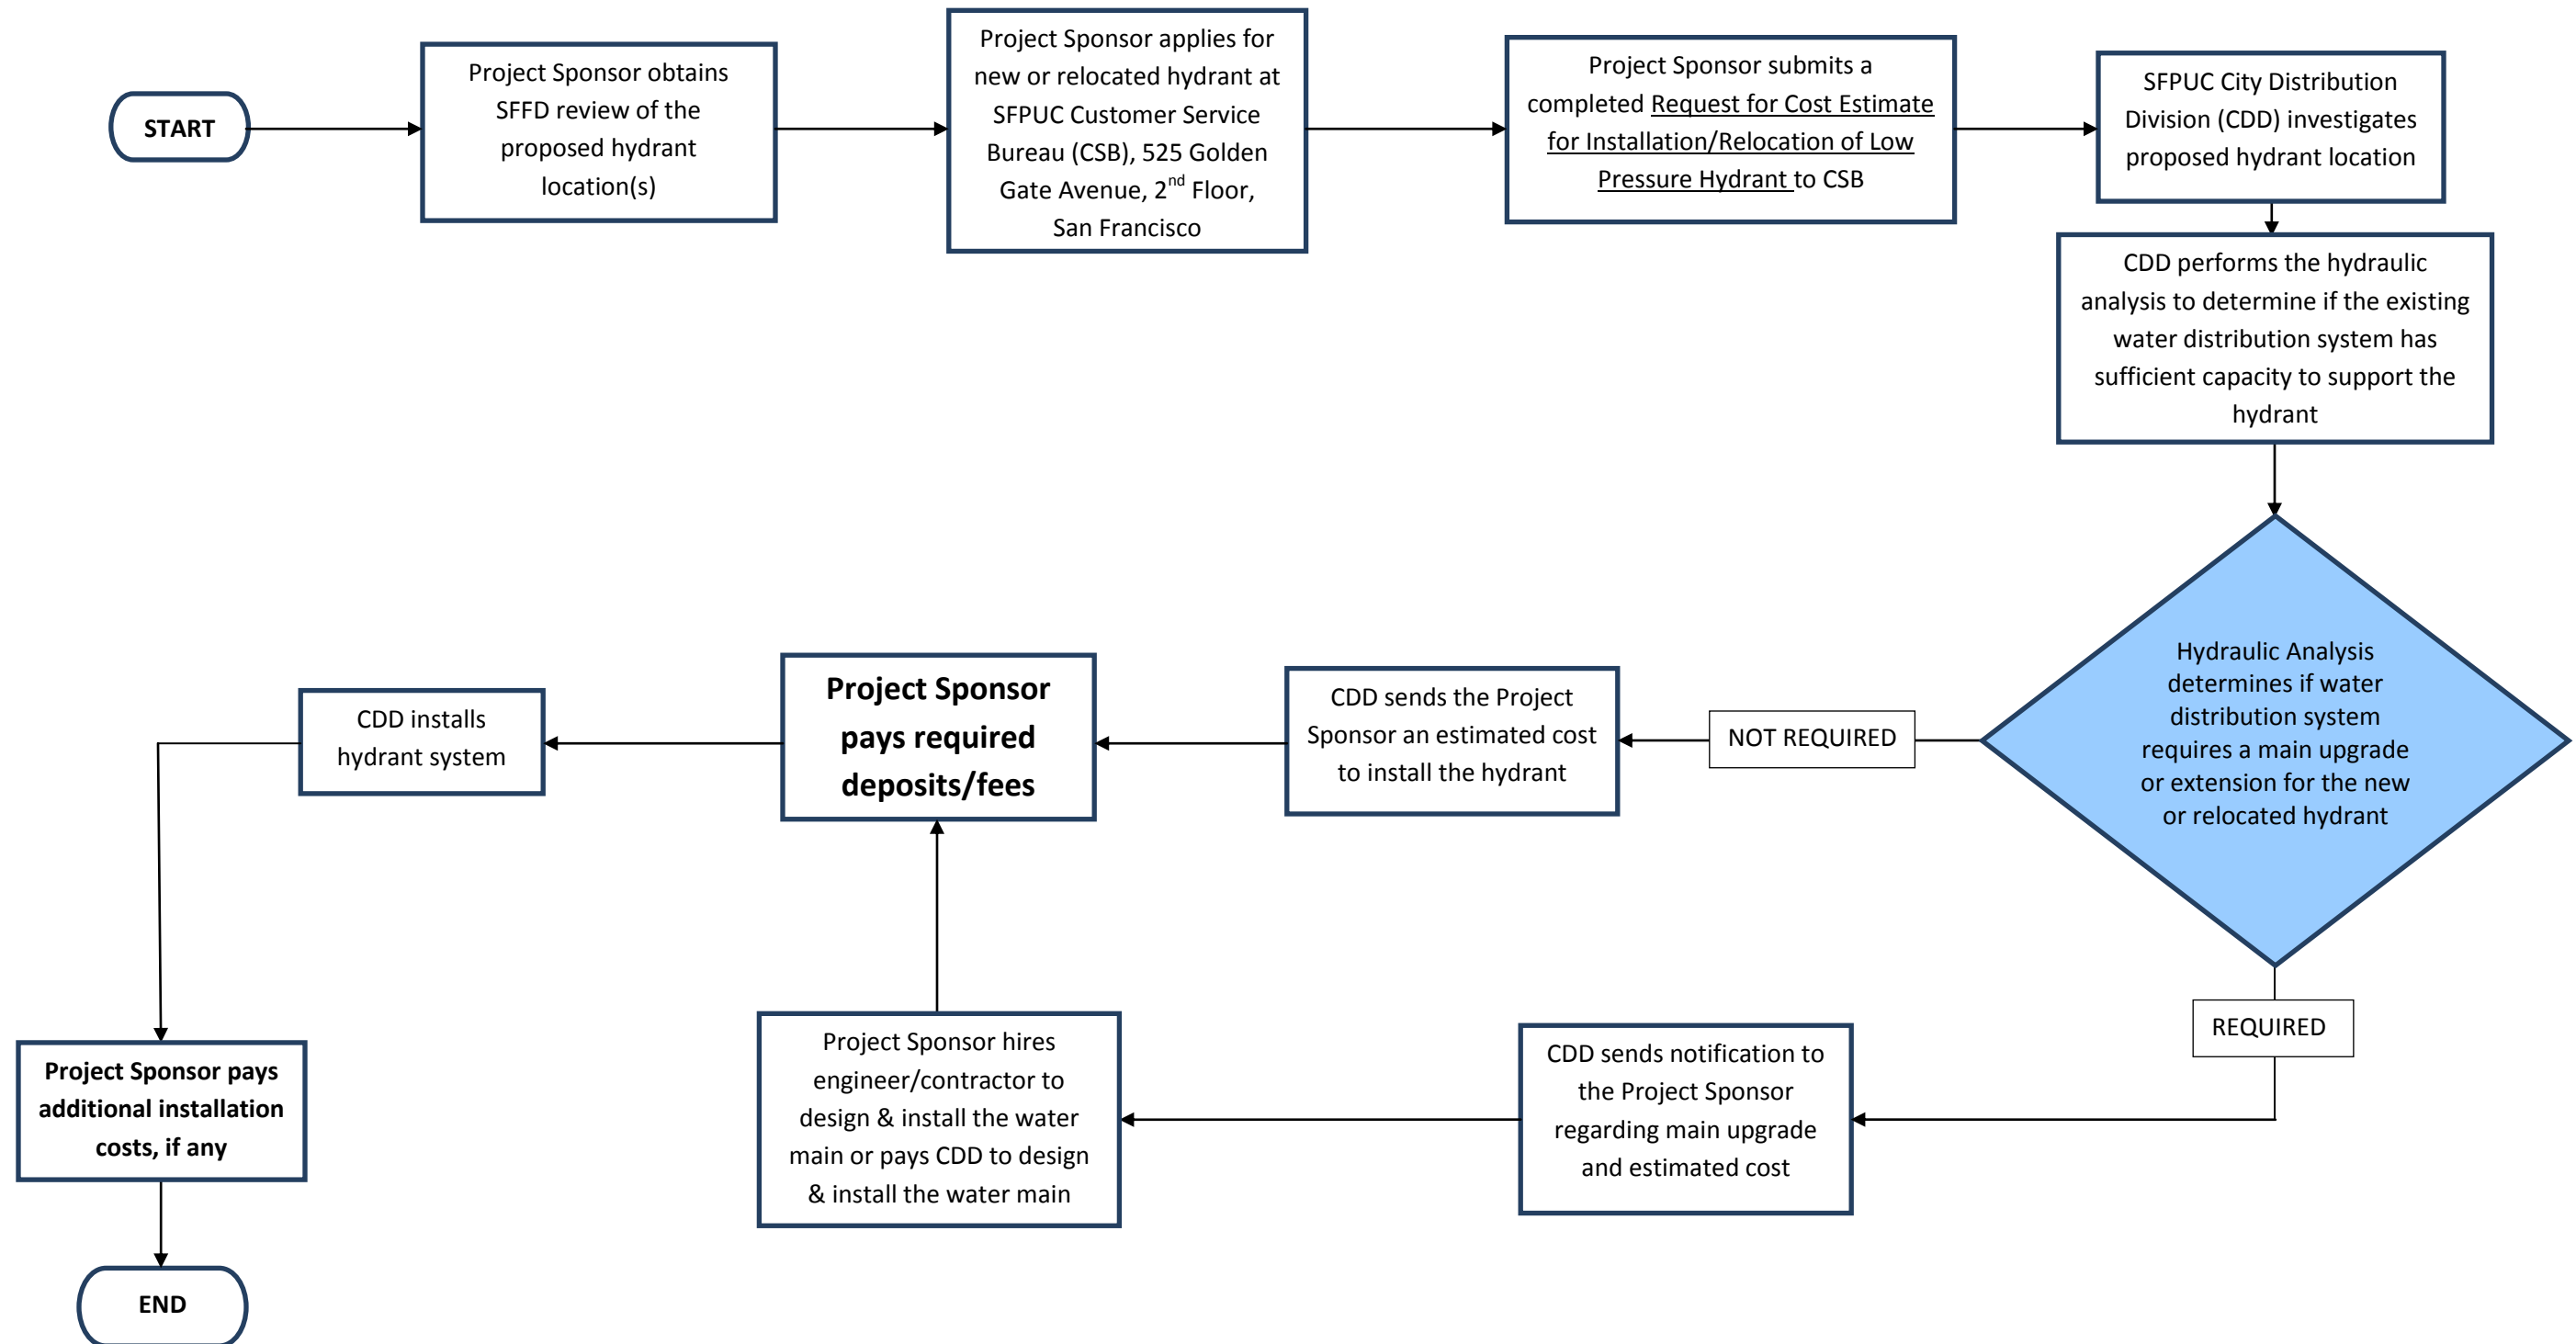 START
Project Sponsor obtains
SFFD review of the
proposed hydrant
location(s)
Project Sponsor applies for
new or relocated hydrant at
SFPUC Customer Service
Bureau (CSB), 525 Golden
Gate Avenue, 2nd Floor,
San Francisco
Project Sponsor submits a
completed Request for Cost Estimate
for Installation/Relocation of Low
Pressure Hydrant to CSB
SFPUC City Distribution
Division (CDD) investigates
proposed hydrant location
CDD performs the hydraulic
analysis to determine if the existing
water distribution system has
sufficient capacity to support the
hydrant
Hydraulic Analysis
determines if water
distribution system
requires a main upgrade
or extension for the new
or relocated hydrant
NOT REQUIRED
CDD sends the Project
Sponsor an estimated cost
to install the hydrant
Project Sponsor
pays required
deposits/fees
CDD installs
hydrant system
REQUIRED
CDD sends notification to
the Project Sponsor
regarding main upgrade
and estimated cost
Project Sponsor hires
engineer/contractor to
design & install the water
main or pays CDD to design
& install the water main
Project Sponsor pays
additional installation
costs, if any
END